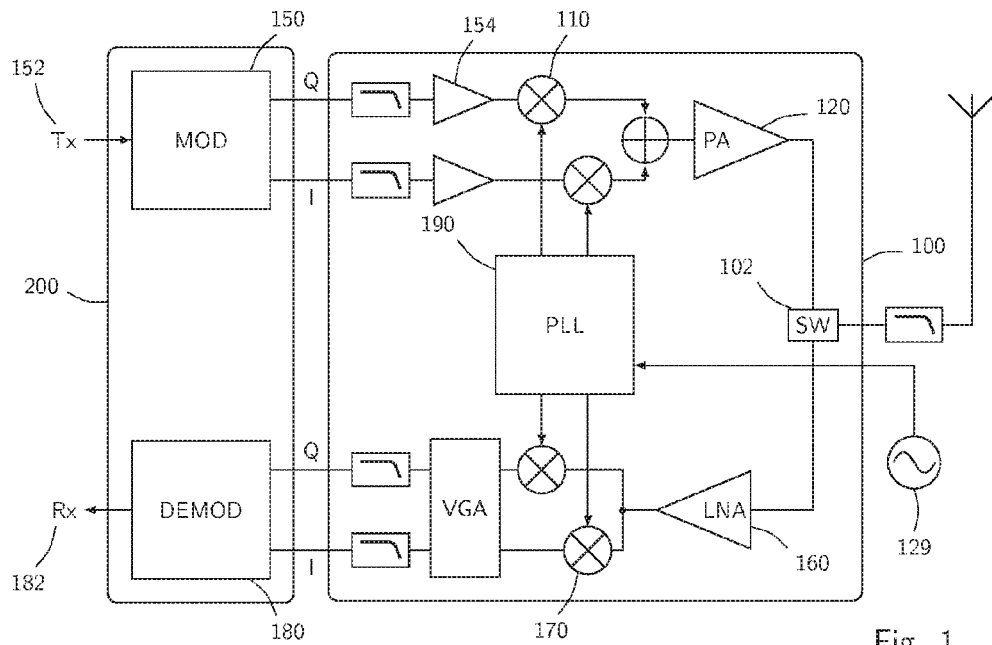 150
154
110
152
Q
120
Tx
MOD
PA
I
190
100
102
200
PLL
SW
Q
Rx
DEMOD
VGA
LNA
129
182
I
160
180
170
Fig. 1